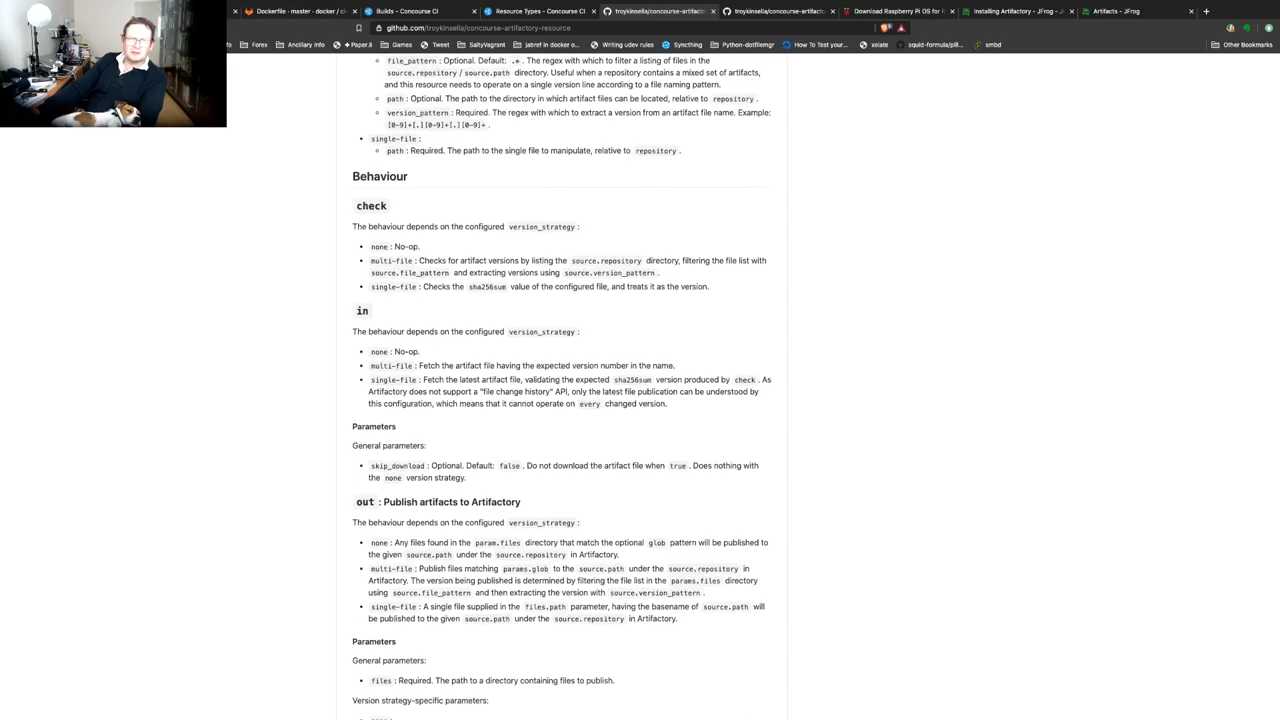 Dockerfile · master · docker / ci
Builds – Concourse CI
Resource Types – Concourse CI
troykinsella/concourse-artifact
troykinsella/concourse-artifac
Download Raspberry Pi OS for F
Installing Artifactory - JFrog - J
Artifacts - JFrog
github.com/troykinsella/concourse-artifactory-resource
Forex
Ancillary Info
+ Paper.li
Games
Tweet
SaltyVagrant
jabref in docker o...
Writing udev rules
Syncthing
Python-dotfilemgr
How To Test your...
xelate
squid-formula/pill...
smbd
Other Bookmarks
file_pattern : Optional. Default: .* . The regex with which to filter a listing of files in the
source.repository / source.path directory. Useful when a repository contains a mixed set of artifacts,
and this resource needs to operate on a single version line according to a file naming pattern.
path : Optional. The path to the directory in which artifact files can be located, relative to repository .
version_pattern : Required. The regex with which to extract a version from an artifact file name. Example:
[0-9]+[.][0-9]+[.][0-9]+ .
single-file :
path : Required. The path to the single file to manipulate, relative to repository .
Behaviour
check
The behaviour depends on the configured version_strategy :
none : No-op.
multi-file : Checks for artifact versions by listing the source.repository directory, filtering the file list with
source.file_pattern and extracting versions using source.version_pattern .
single-file : Checks the sha256sum value of the configured file, and treats it as the version.
in
The behaviour depends on the configured version_strategy :
none : No-op.
multi-file : Fetch the artifact file having the expected version number in the name.
single-file : Fetch the latest artifact file, validating the expected sha256sum version produced by check . As
Artifactory does not support a "file change history" API, only the latest file publication can be understood by
this configuration, which means that it cannot operate on every changed version.
Parameters
General parameters:
skip_download : Optional. Default: false . Do not download the artifact file when true . Does nothing with
the none version strategy.
out : Publish artifacts to Artifactory
The behaviour depends on the configured version_strategy :
none : Any files found in the param.files directory that match the optional glob pattern will be published to
the given source.path under the source.repository in Artifactory.
multi-file : Publish files matching params.glob to the source.path under the source.repository in
Artifactory. The version being published is determined by filtering the file list in the params.files directory
using source.file_pattern and then extracting the version with source.version_pattern .
single-file : A single file supplied in the files.path parameter, having the basename of source.path will
be published to the given source.path under the source.repository in Artifactory.
Parameters
General parameters:
files : Required. The path to a directory containing files to publish.
Version strategy-specific parameters: